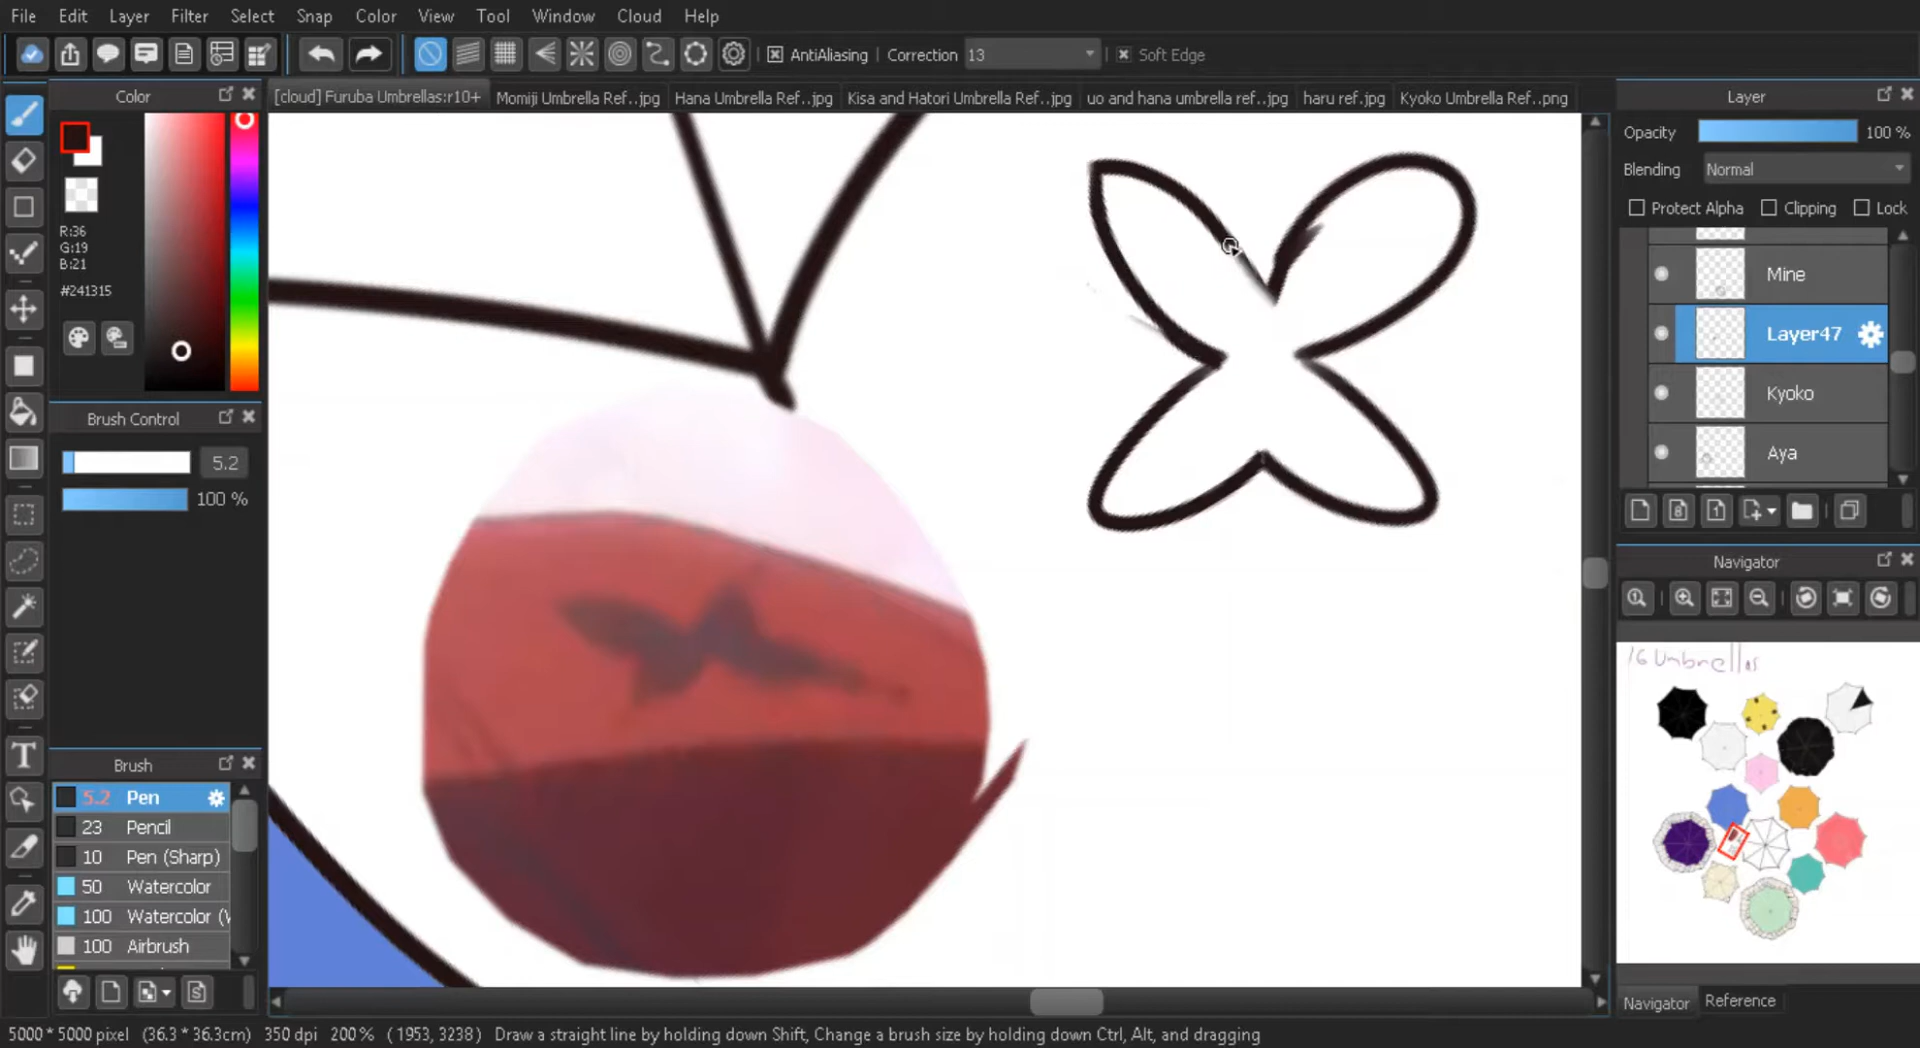 File Edit Layer Filter Select Snap Color View Tool Window Cloud Help
AntiAliasing Correction 13 Soft Edge
Color
[cloud] Furuba Umbrellas:r10+ Momiji Umbrella Ref..jpg Hana Umbrella Ref..jpg Kisa and Hatori Umbrella Ref..jpg uo and hana umbrella ref..jpg haru ref.jpg Kyoko Umbrella Ref..png
R:36
G:19
B:21
#241315
Brush Control
5.2
100 %
Brush
5.2 Pen
23 Pencil
10 Pen (Sharp)
50 Watercolor
100 Watercolor (W
100 Airbrush
Layer
Opacity 100 %
Blending Normal
Protect Alpha Clipping Lock
Mine
Layer47
Kyoko
Aya
Navigator
16 Umbrellas
Navigator Reference
5000 * 5000 pixel (36.3 * 36.3cm) 350 dpi 200 % ( 1953, 3238 ) Draw a straight line by holding down Shift, Change a brush size by holding down Ctrl, Alt, and dragging